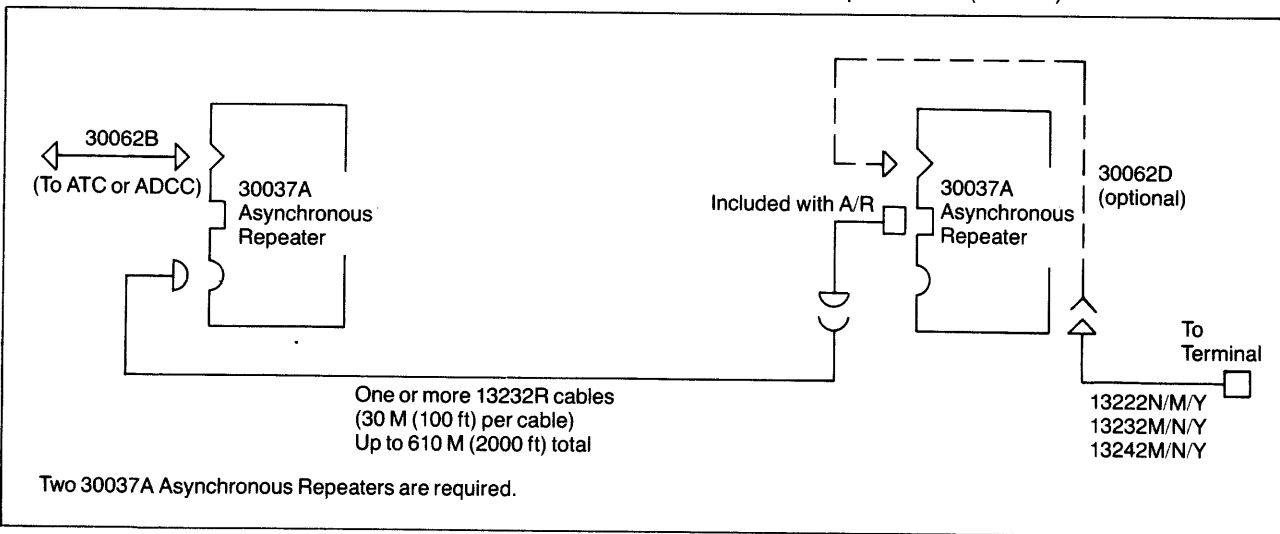 30062B
(To ATC or ADCC)
30037A
Asynchronous
Repeater
Included with A/R
30037A
Asynchronous
Repeater
30062D
(optional)
To
Terminal
One or more 13232R cables
(30 M (100 ft) per cable)
Up to 610 M (2000 ft) total
13222N/M/Y
13232M/N/Y
13242M/N/Y
Two 30037A Asynchronous Repeaters are required.